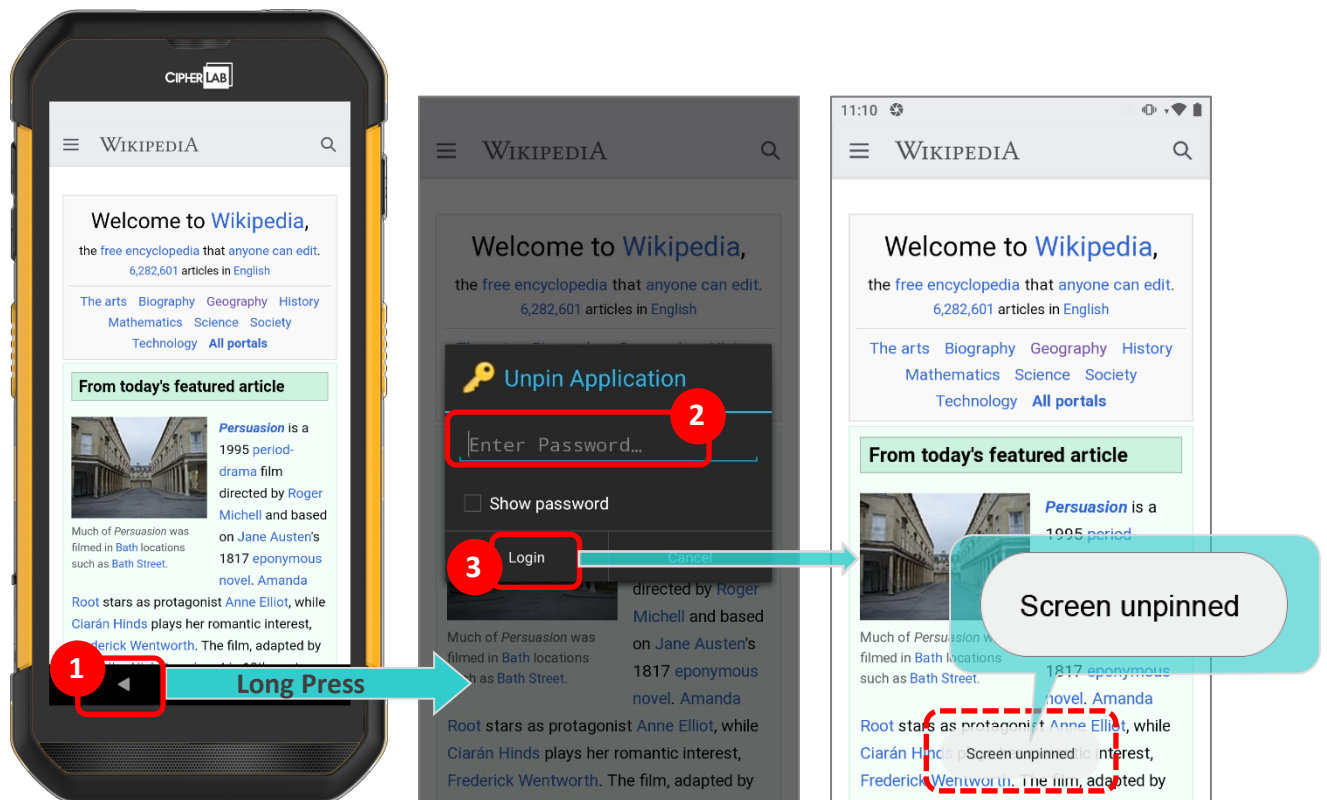 CIPHERLAB
WIKIPEDIA
Welcome to Wikipedia,
the free encyclopedia that anyone can edit.
6,282,601 articles in English
The arts Biography Geography History
Mathematics Science Society
Technology All portals
From today's featured article
Persuasion is a
1995 period-
drama film
directed by Roger
Michell and based
on Jane Austen's
1817 eponymous
novel. Amanda
Much of Persuasion was
filmed in Bath locations
such as Bath Street.
Root stars as protagonist Anne Elliot, while
Ciarán Hinds plays her romantic interest,
Wentworth. The film, adapted by
1
Long Press
WIKIPEDIA
Welcome to Wikipedia,
the free encyclopedia that anyone can edit.
6,282,601 articles in English
Unpin Application
2
Enter Password…
Show password
3
Login
Cancel
directed by Roger
Michell and based
on Jane Austen's
1817 eponymous
novel. Amanda
Much of Persuasion was
filmed in Bath locations
as Bath Street.
Root stars as protagonist Anne Elliot, while
Ciarán Hinds plays her romantic interest,
Frederick Wentworth. The film, adapted by
11:10
WIKIPEDIA
Welcome to Wikipedia,
the free encyclopedia that anyone can edit.
6,282,601 articles in English
The arts Biography Geography History
Mathematics Science Society
Technology All portals
From today's featured article
Persuasion is a
1995 period-
Screen unpinned
1817 eponymous
novel. Amanda
Much of Persuasion
filmed in Bath locations
such as Bath Street.
Root stars as protagonist Anne Elliot, while
Ciarán Hinds interest,
Screen unpinned
Frederick Wentworth. The film, adapted by